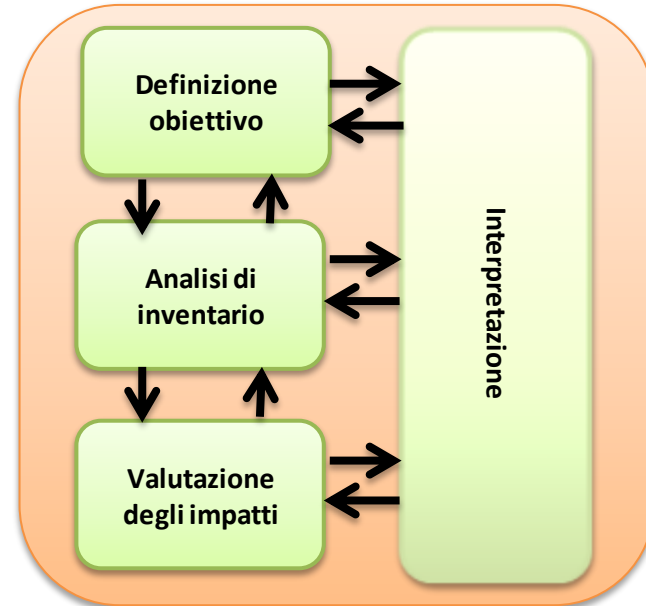 Definizione
obiettivo
Analisi di
inventario
Valutazione
degli impatti
Interpretazione